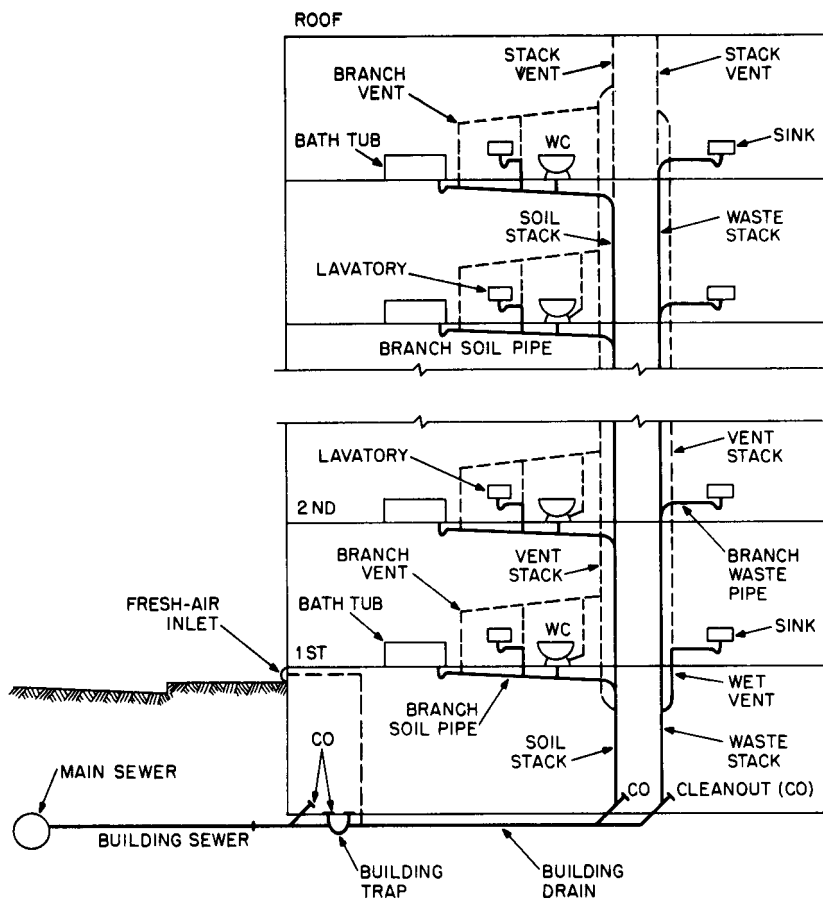 ROOF
STACK
VENT
STACK
VENT
BRANCH
VENT
BATH TUB
WC
SINK
SOIL
STACK
WASTE
STACK
LAVATORY
BRANCH SOIL PIPE
LAVATORY
VENT
STACK
2 ND
BRANCH
VENT
VENT
STACK
BRANCH
WASTE
PIPE
FRESH-AIR
INLET
BATH TUB
WC
SINK
1 ST
BRANCH
SOIL PIPE
WET
VENT
SOIL
STACK
WASTE
STACK
CO
MAIN SEWER
CO
CLEANOUT (CO)
BUILDING SEWER
BUILDING
TRAP
BUILDING
DRAIN